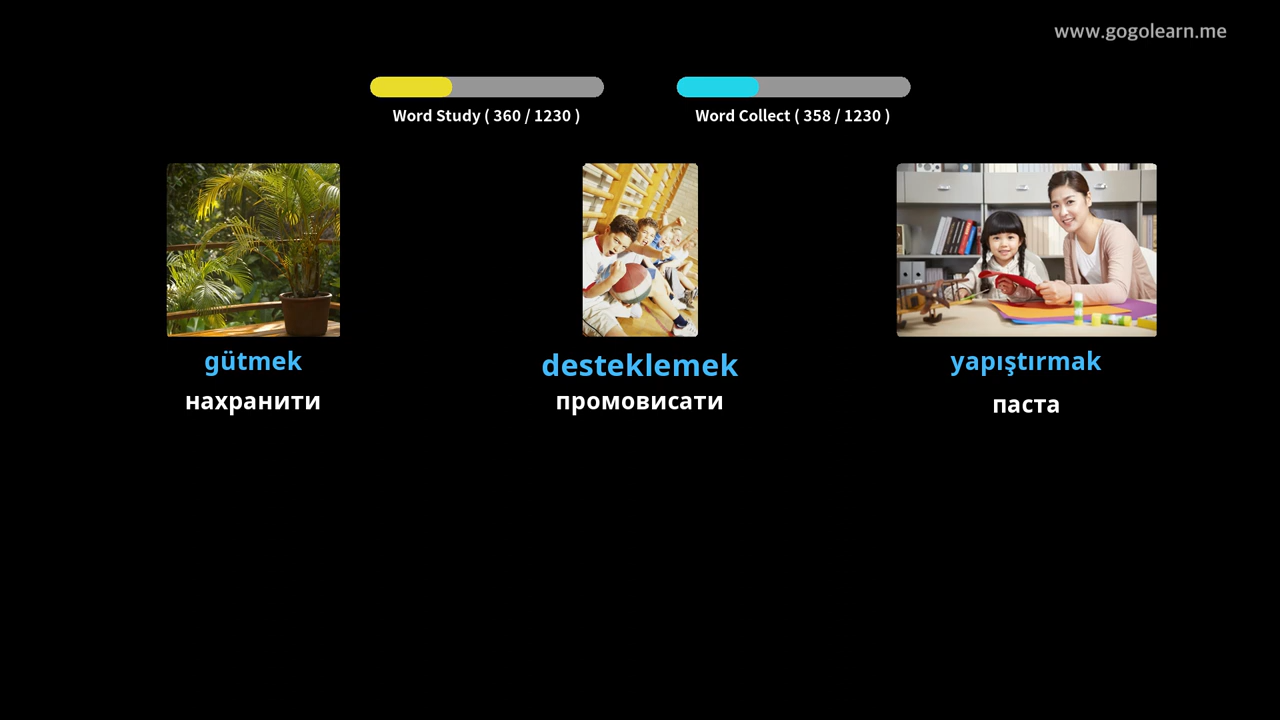 www.gogolearn.me
Word Study ( 360 / 1230 )
Word Collect ( 358 / 1230 )
gütmek
нахранити
desteklemek
промовисати
yapıştırmak
паста